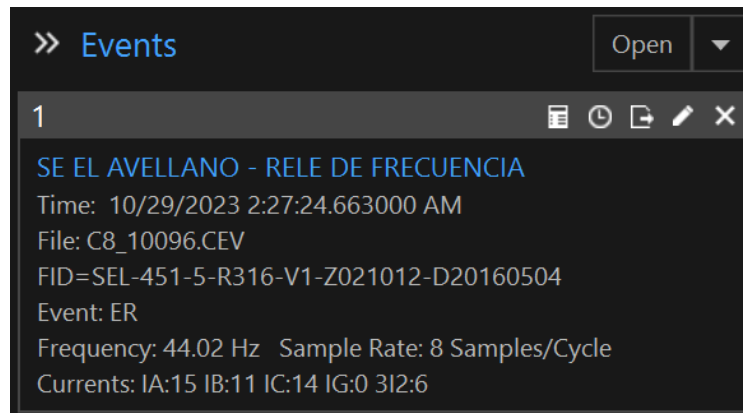 Events
Open
1
SE EL AVELLANO - RELE DE FRECUENCIA
Time: 10/29/2023 2:27:24.663000 AM
File: C8_10096.CEV
FID=SEL-451-5-R316-V1-Z021012-D20160504
Event: ER
Frequency: 44.02 Hz Sample Rate: 8 Samples/Cycle
Currents: IA:15 IB:11 IC:14 IG:0 3I2:6